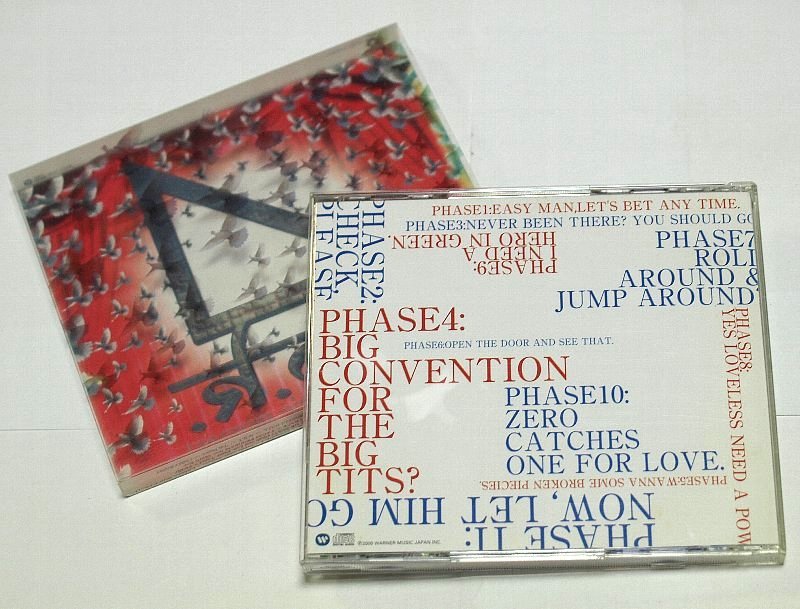 PHASE1:EASY MAN,LET'S BET ANY TIME.
PHASE2:
CHECK,
PLEASE
PHASE3:NEVER BEEN THERE? YOU SHOULD GO
PHASE9:
I NEED A
HERO IN GREEN.
PHASE7
ROLL
AROUND &
JUMP AROUND
PHASE4:
BIG
CONVENTION
FOR
THE
BIG
TITS?
PHASE6:OPEN THE DOOR AND SEE THAT.
PHASE8:
YES LOVELESS NEED A POW
PHASE10:
ZERO
CATCHES
ONE FOR LOVE.
PHASE5:WANNA SOME BROKEN PIECIES.
PHASE 11:
NOW, LET HIM GO
℗2000 WARNER MUSIC JAPAN INC.